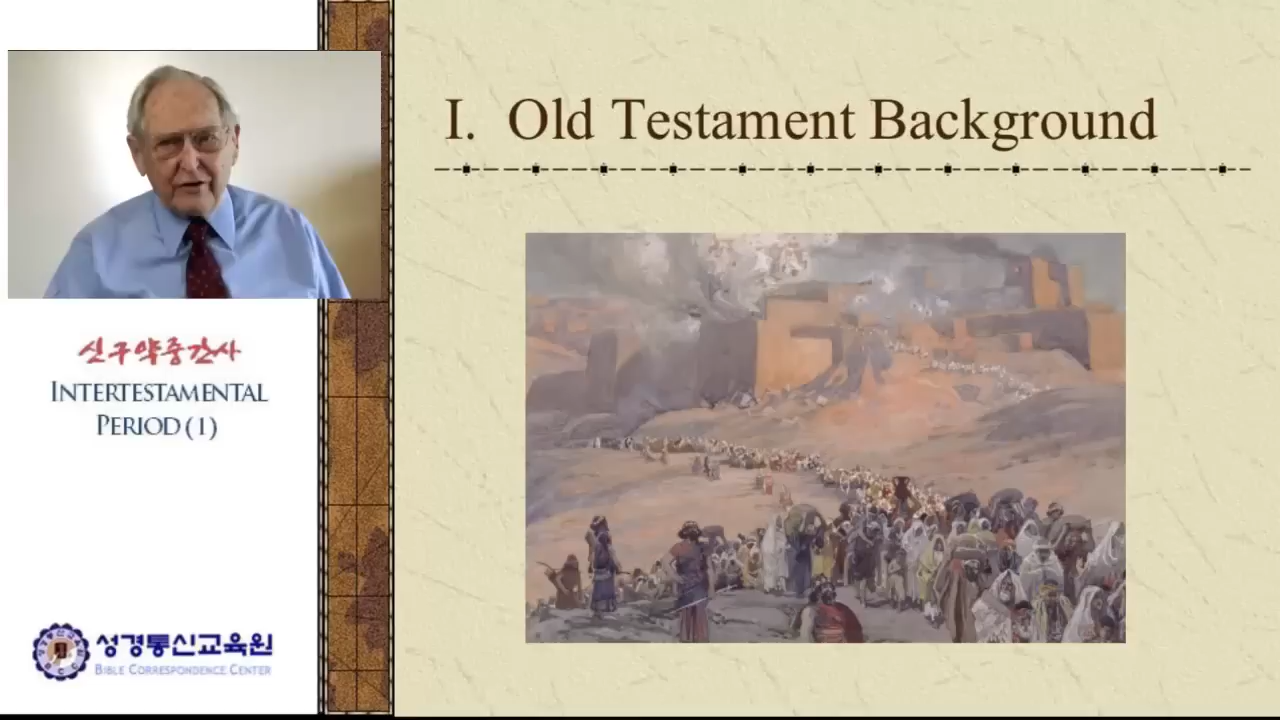 I. Old Testament Background
신구약중간사
INTERTESTAMENTAL
PERIOD (1)
성경통신교육원
BIBLE CORRESPONDENCE CENTER